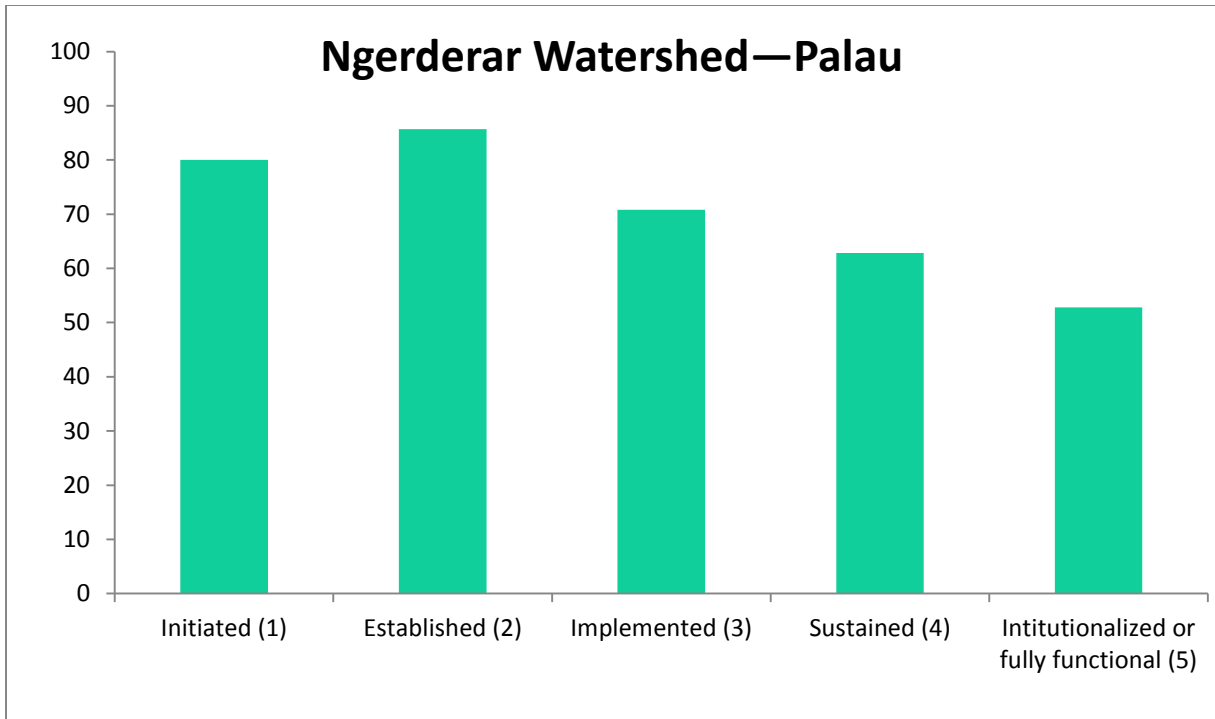 Ngerderar Watershed—Palau
100
90
80
70
60
50
40
30
20
10
0
Initiated (1)
Established (2)
Implemented (3)
Sustained (4)
Intitutionalized or
fully functional (5)